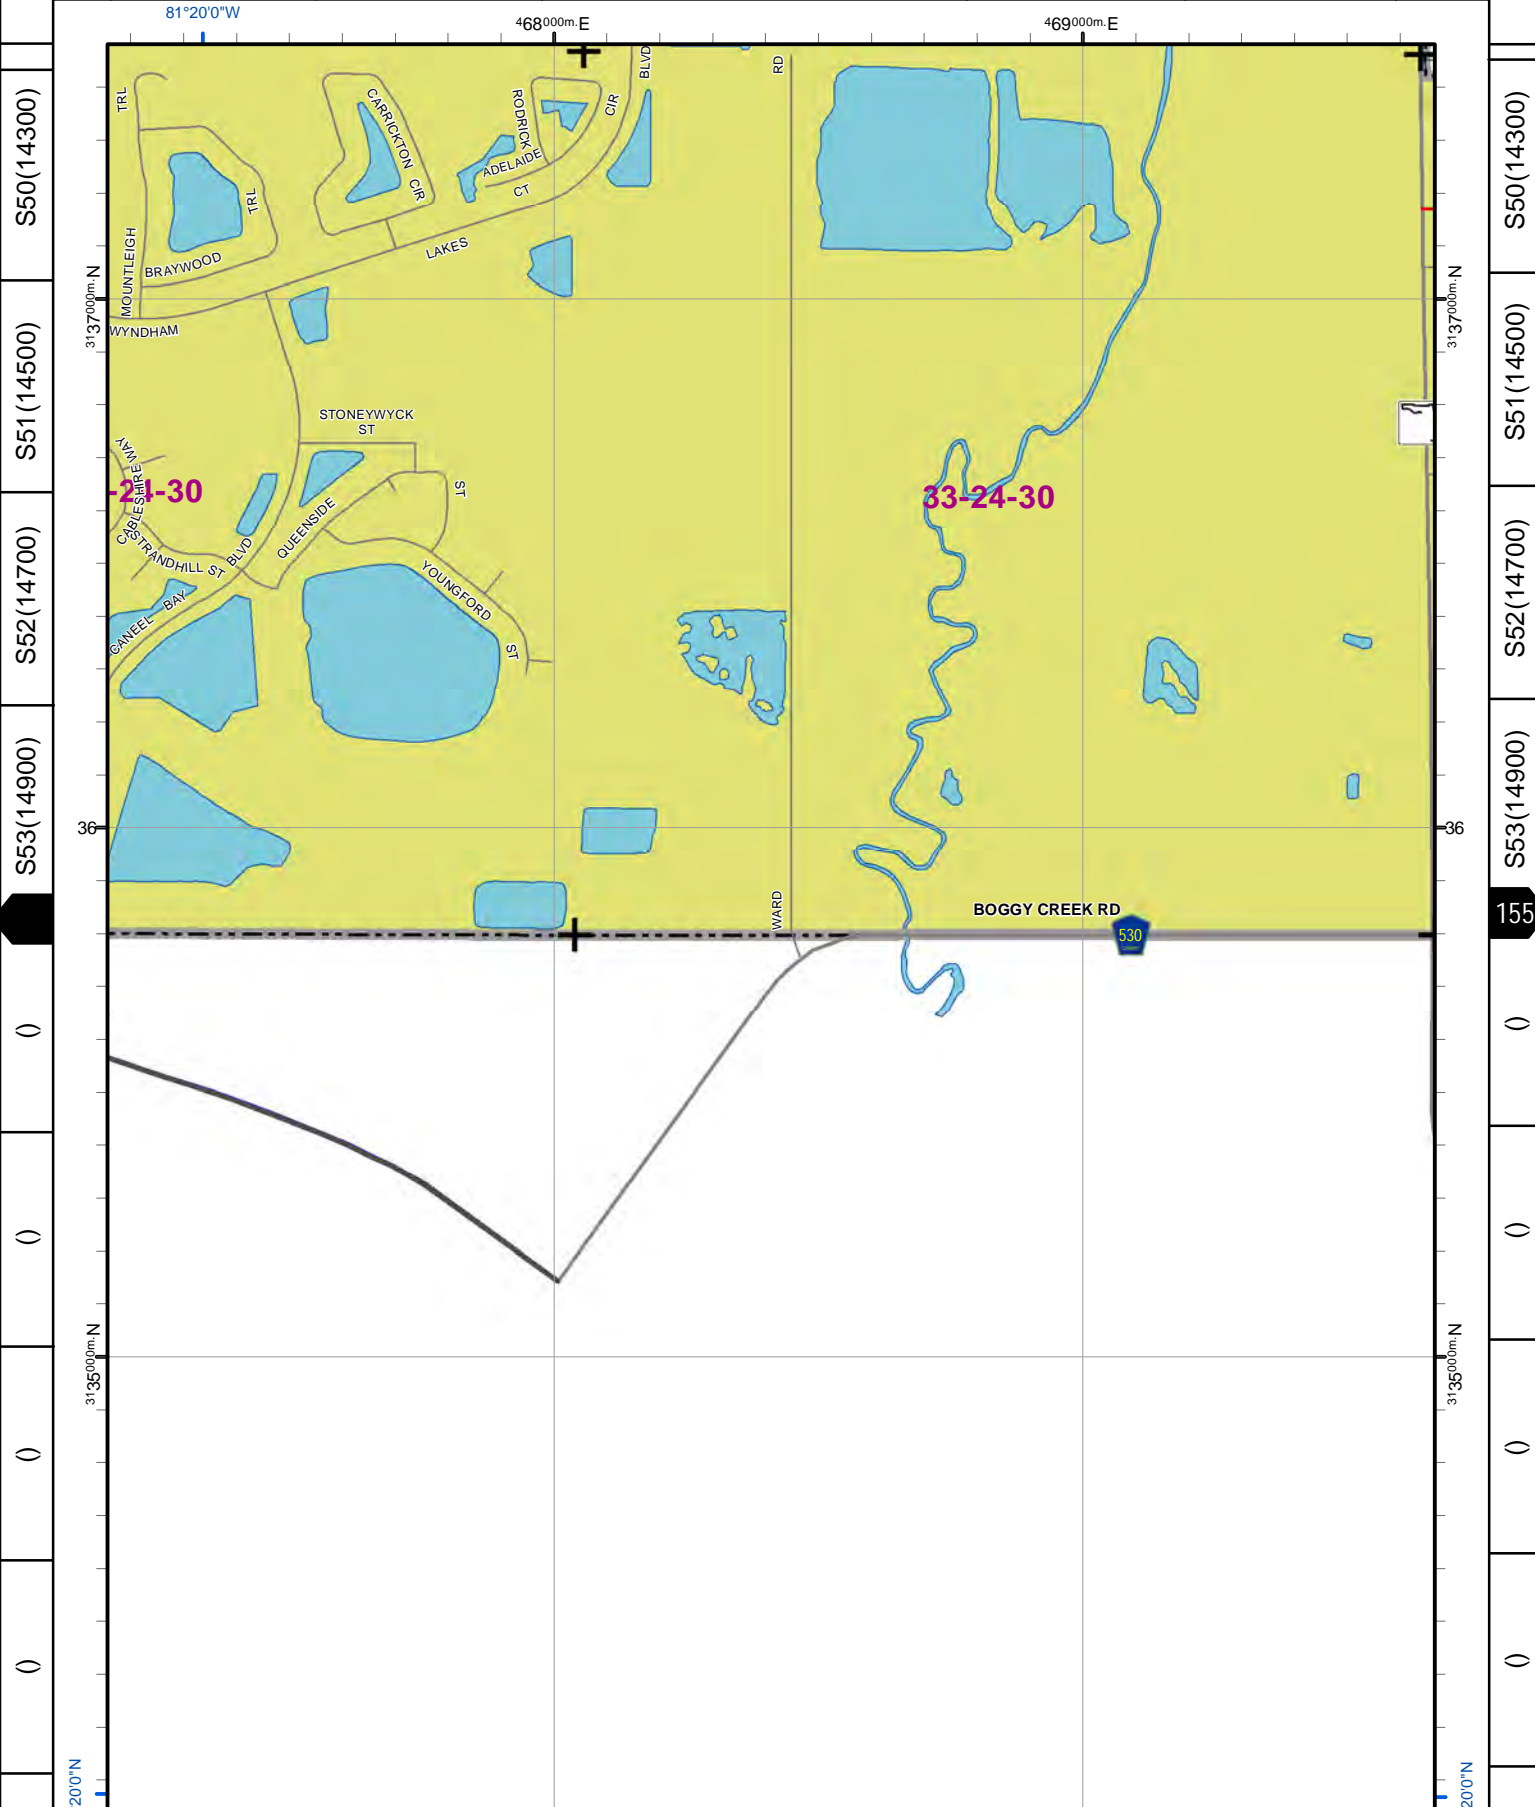 81°20'0"W
468000m.E
469000m.E
S50(14300)
S51(14500)
S52(14700)
S53(14900)
()
()
()
()
S50(14300)
S51(14500)
S52(14700)
S53(14900)
155
()
()
()
()
3137000m.N
36
3135000m.N
20'0"N
3137000m.N
36
3135000m.N
20'0"N
TRL
CARRICKTON CIR
RODRICK
CIR
BLVD
RD
ADELAIDE
CT
TRL
MOUNTLEIGH
BRAYWOOD
LAKES
WYNDHAM
STONEYWYCK
ST
CABLESHIRE WAY
-24-30
33-24-30
ST
QUEENSIDE
STRANDHILL ST
BLVD
YOUNGFORD
ST
CANEEL BAY
WARD
BOGGY CREEK RD
530